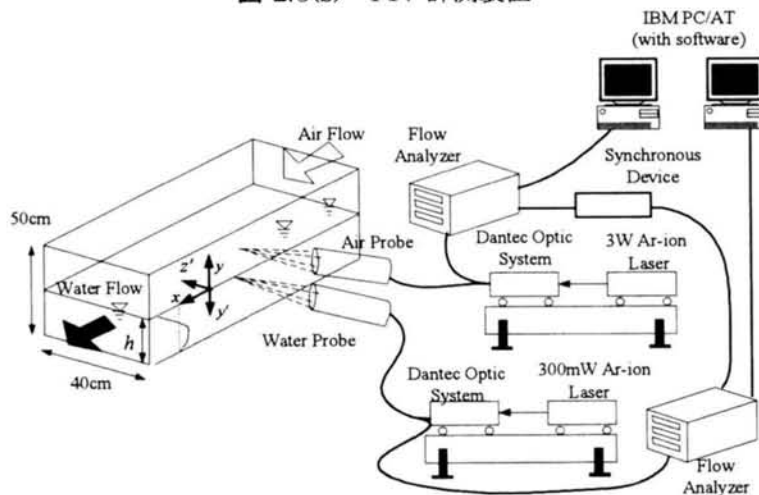 IBM PC/AT
(with software)
Air Flow
Flow
Analyzer
Synchronous
Device
50cm
Air Probe
Dantec Optic
System
3W Ar-ion
Laser
Water Flow
z'
y
x
y'
h
Water Probe
40cm
Dantec Optic
System
300mW Ar-ion
Laser
Flow
Analyzer